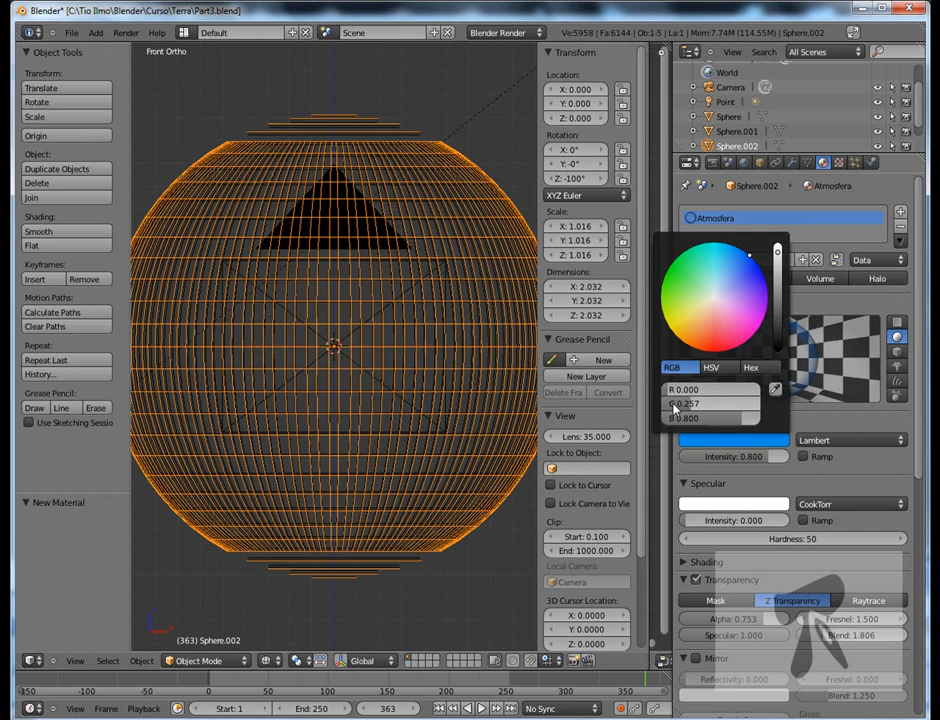 Blender* [C:\Tio Ilmo\Blender\Curso\Terra\Part3.blend]
File Add Render Help Default Scene Blender Render Ve:5958 | Fa:6144 | Ob:1-5 | La:1 | Mem:7.74M (114.55M) | Sphere.002
Object Tools
Transform:
Translate
Rotate
Scale
Origin
Object:
Duplicate Objects
Delete
Join
Shading:
Smooth
Flat
Keyframes:
Insert Remove
Motion Paths:
Calculate Paths
Clear Paths
Repeat:
Repeat Last
History...
Grease Pencil:
Draw Line Erase
Use Sketching Sessio
New Material
Front Ortho
(363) Sphere.002
Transform
Location:
X: 0.000
Y: 0.000
Z: 0.000
Rotation:
X: 0°
Y: -0°
Z: -100°
XYZ Euler
Scale:
X: 1.016
Y: 1.016
Z: 1.016
Dimensions:
X: 2.032
Y: 2.032
Z: 2.032
Grease Pencil
New
New Layer
Delete Fra Convert
View
Lens: 35.000
Lock to Object:
Lock to Cursor
Lock Camera to Vie
Clip:
Start: 0.100
End: 1000.000
Local Camera:
Camera
3D Cursor Location:
X: 0.0000
Y: 0.0000
Z: 0.0000
View Search All Scenes
World
Camera
Point
Sphere
Sphere.001
Sphere.002
Sphere.002 Atmosfera
Atmosfera
Data
Volume Halo
RGB HSV Hex
R 0.000
G 0.257
B 0.800
Lambert
Intensity: 0.800 Ramp
Specular
CookTorr
Intensity: 0.000 Ramp
Hardness: 50
Shading
Transparency
Mask Z Transparency Raytrace
Alpha: 0.753 Fresnel: 1.500
Specular: 1.000 Blend: 1.806
Mirror
Reflectivity: 0.000 Fresnel: 0.000
Blend: 1.250
Gloss:
View Select Object Object Mode Global
-150 -100 -50 0 50 100 150 200 250 300 350
View Frame Playback Start: 1 End: 250 363 No Sync